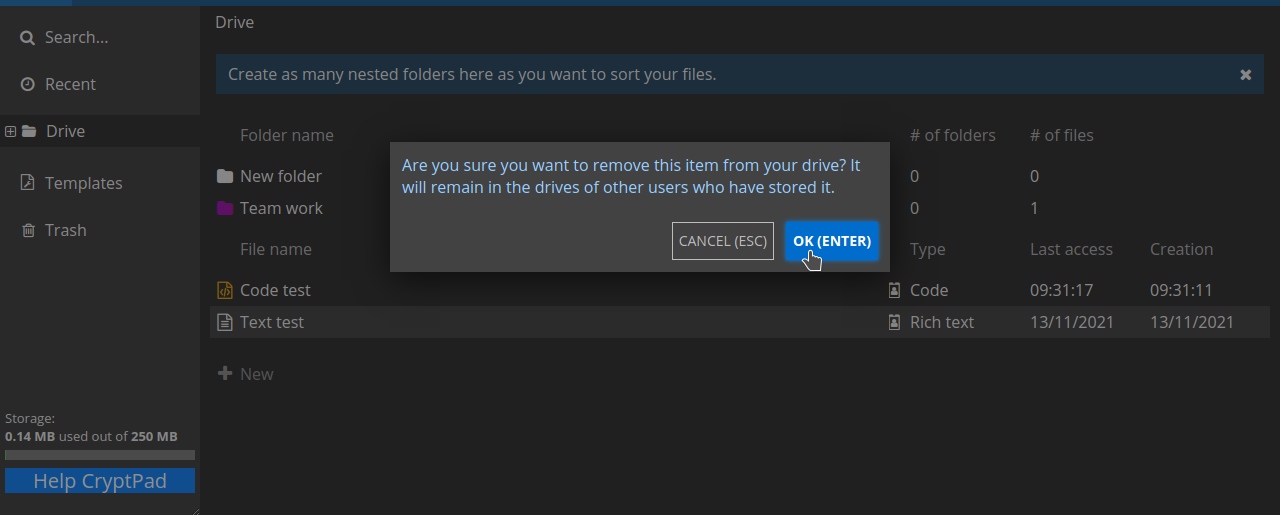 Search...
Recent
Drive
Templates
Trash
Storage:
0.14 MB used out of 250 MB
Help CryptPad
Drive
Create as many nested folders here as you want to sort your files.
Folder name # of folders # of files
New folder 0 0
Team work 0 1
File name Type Last access Creation
Code test Code 09:31:17 09:31:11
Text test Rich text 13/11/2021 13/11/2021
New
Are you sure you want to remove this item from your drive? It
will remain in the drives of other users who have stored it.
CANCEL (ESC) OK (ENTER)